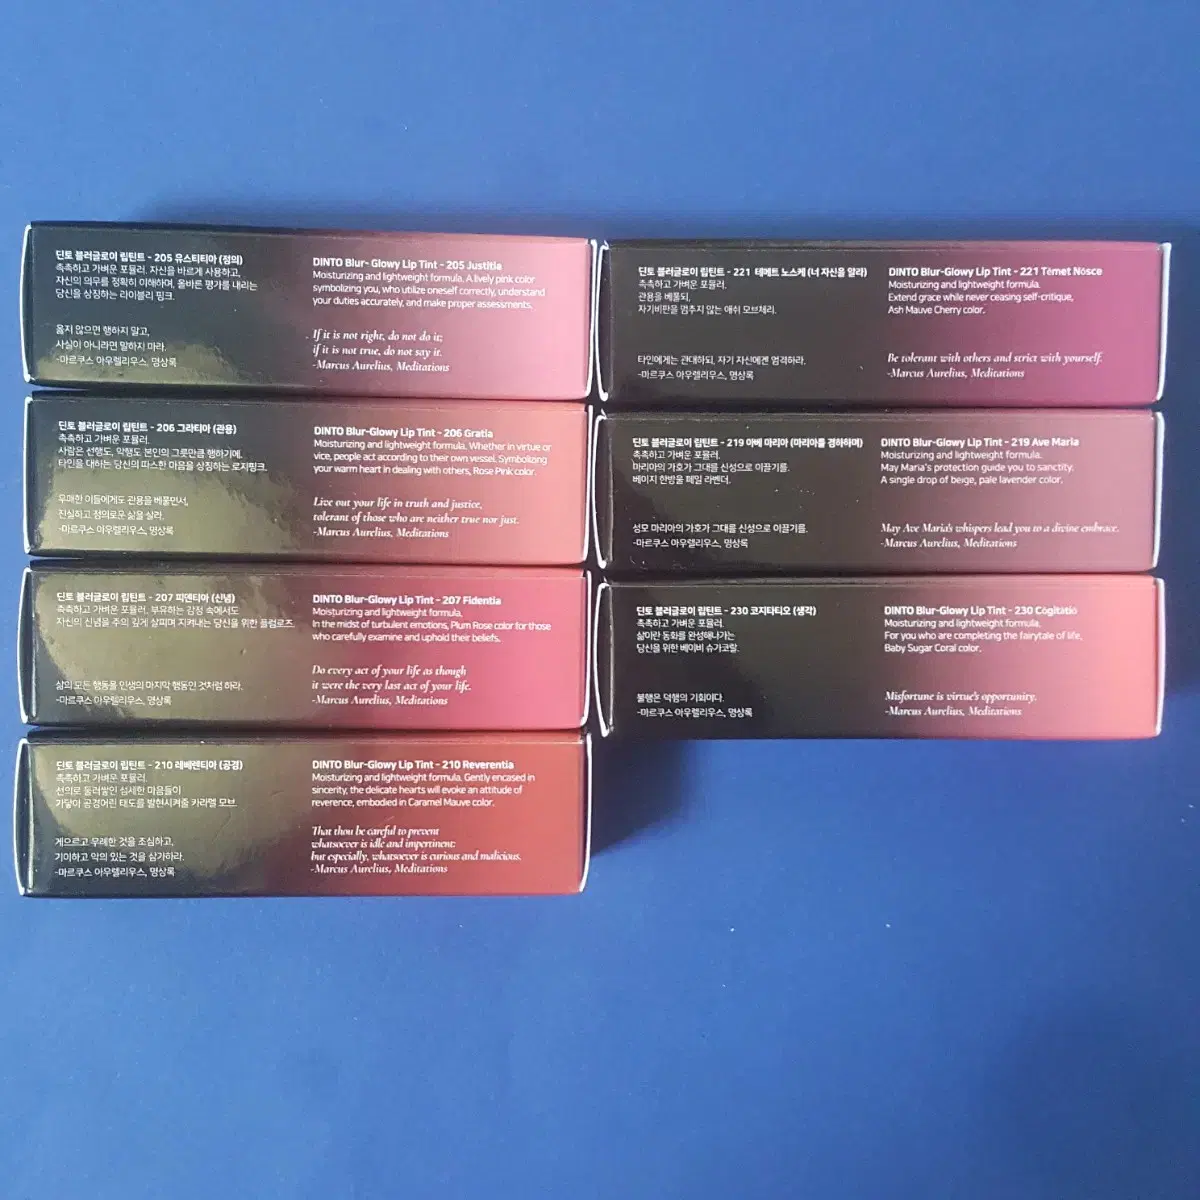 딘토 블러글로이 립틴트 - 205 유스티티아 (정의)
촉촉하고 가벼운 포뮬러. 자신을 바르게 사용하고,
자신의 의무를 정확히 이해하여, 올바른 평가를 내리는
당신을 상징하는 라이블리 핑크.
옳지 않으면 행하지 말고,
사실이 아니라면 말하지 마라.
-마르쿠스 아우렐리우스, 명상록
DINTO Blur- Glowy Lip Tint - 205 Justitia
Moisturizing and lightweight formula. A lively pink color
symbolizing you, who utilize oneself correctly, understand
your duties accurately, and make proper assessments.
If it is not right, do not do it;
if it is not true, do not say it.
-Marcus Aurelius, Meditations
딘토 블러글로이 립틴트 - 206 그라티아 (관용)
촉촉하고 가벼운 포뮬러.
사람은 선행도, 악행도 본인의 그릇만큼 행하기에.
타인을 대하는 당신의 따스한 마음을 상징하는 로지핑크.
우매한 이들에게도 관용을 베풀면서,
진실하고 정의로운 삶을 살라.
-마르쿠스 아우렐리우스, 명상록
DINTO Blur-Glowy Lip Tint - 206 Gratia
Moisturizing and lightweight formula. Whether in virtue or
vice, people act according to their own vessel. Symbolizing
your warm heart in dealing with others, Rose Pink color.
Live out your life in truth and justice,
tolerant of those who are neither true nor just.
-Marcus Aurelius, Meditations
딘토 블러글로이 립틴트 - 207 피덴티아 (신념)
촉촉하고 가벼운 포뮬러. 부유하는 감정 속에서도
자신의 신념을 주의 깊게 살피며 지켜내는 당신을 위한 플럼로즈.
삶의 모든 행동을 인생의 마지막 행동인 것처럼 하라.
-마르쿠스 아우렐리우스, 명상록
DINTO Blur-Glowy Lip Tint - 207 Fidentia
Moisturizing and lightweight formula.
In the midst of turbulent emotions, Plum Rose color for those
who carefully examine and uphold their beliefs.
Do every act of your life as though
it were the very last act of your life.
-Marcus Aurelius, Meditations
딘토 블러글로이 립틴트 - 210 레베렌티아 (공경)
촉촉하고 가벼운 포뮬러.
선의로 둘러쌓인 섬세한 마음들이
가닿아 공경어린 태도를 발현시켜줄 카라멜 모브
게으르고 무례한 것을 조심하고,
기이하고 악의 있는 것을 삼가하라.
-마르쿠스 아우렐리우스, 명상록
DINTO Blur-Glowy Lip Tint - 210 Reverentia
Moisturizing and lightweight formula. Gently encased in
sincerity, the delicate hearts will evoke an attitude of
reverence, embodied in Caramel Mauve color.
That thou be careful to prevent
whatsoever is idle and impertinent:
but especially, whatsoever is curious and malicious.
-Marcus Aurelius, Meditations
딘토 블러글로이 립틴트 - 221 테메트 노스케 (너 자신을 알라)
촉촉하고 가벼운 포뮬러.
관용을 베풀되,
자기비판을 멈추지 않는 애쉬 모브체리.
타인에게는 관대하되, 자기 자신에겐 엄격하라.
-마르쿠스 아우렐리우스, 명상록
DINTO Blur-Glowy Lip Tint - 221 Tēmet Nōsce
Moisturizing and lightweight formula.
Extend grace while never ceasing self-critique,
Ash Mauve Cherry color.
Be tolerant with others and strict with yourself.
-Marcus Aurelius, Meditations
딘토 블러글로이 립틴트 - 219 아베 마리아 (마리아를 경하하며)
촉촉하고 가벼운 포뮬러.
마리아의 가호가 그대를 신성으로 이끌기를.
베이지 한방울 페일 라벤더.
성모 마리아의 가호가 그대를 신성으로 이끌기를.
-마르쿠스 아우렐리우스, 명상록
DINTO Blur-Glowy Lip Tint - 219 Ave Maria
Moisturizing and lightweight formula.
May Maria's protection guide you to sanctity.
A single drop of beige, pale lavender color.
May Ave Maria's whispers lead you to a divine embrace.
-Marcus Aurelius, Meditations
딘토 블러글로이 립틴트 - 230 코지타티오 (생각)
촉촉하고 가벼운 포뮬러.
삶이란 동화를 완성해나가는
당신을 위한 베이비 슈가코랄.
불행은 덕행의 기회이다.
-마르쿠스 아우렐리우스, 명상록
DINTO Blur-Glowy Lip Tint - 230 Cōgitātiō
Moisturizing and lightweight formula.
For you who are completing the fairytale of life,
Baby Sugar Coral color.
Misfortune is virtue's opportunity.
-Marcus Aurelius, Meditations